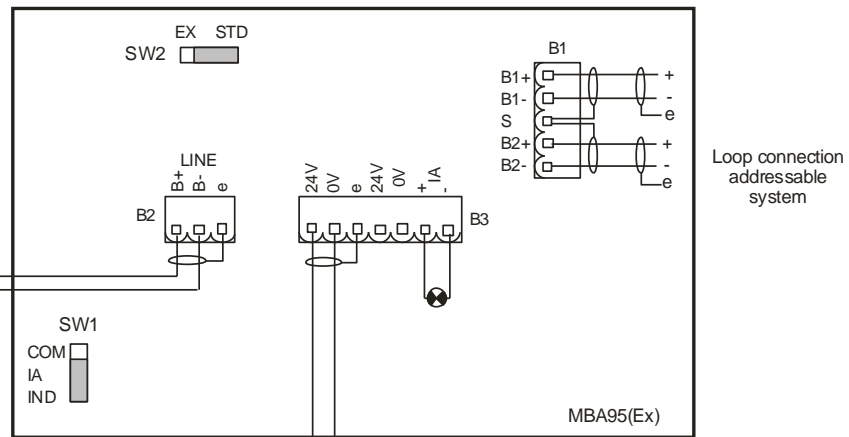 EX STD
SW2
B1
B1+
B1-
S
B2+
B2-
+
-
e
+
-
e
Loop connection
addressable
system
LINE
B+ B- e
B2
24V 0V e 24V 0V + IA -
B3
SW1
COM
IA
IND
MBA95(Ex)